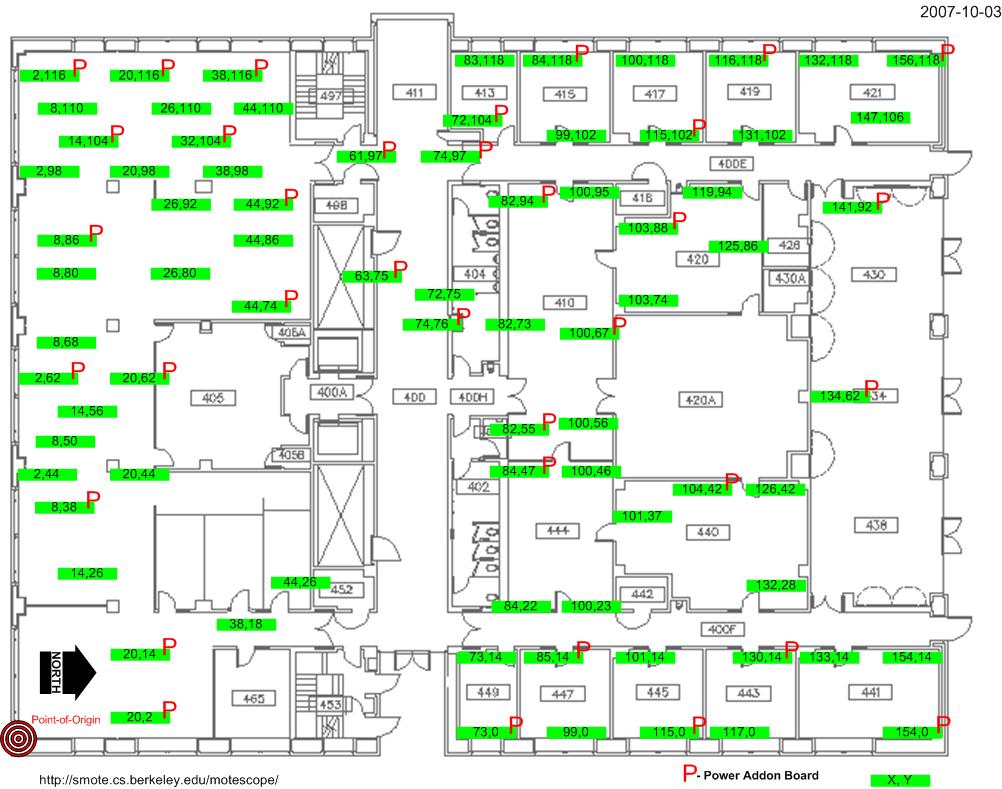 2007-10-03
2,116 P 20,116 P 38,116 P 497 411 83,118 84,118 P 100,118 116,118 P 132,118 156,118 P
413 415 417 419 421
8,110 26,110 44,110 72,104 P 147,106
14,104 P 32,104 P 99,102 115,102 P 131,102
61,97 P 74,97 P 400E
2,98 20,98 38,98
26,92 44,92 P 82,94 P 100,95 418 119,94 141,92 P
8,86 P 44,86 103,88 P 125,86 428
8,80 26,80 63,75 P 404 420 430A 430
44,74 P 72,75 410 103,74
74,76 P 82,73 100,67 P
8,68 405A
2,62 P 20,62 P 405 400A 400 400H 420A 134,62 P 434
14,56 82,55 P 100,56
8,50 405B
2,44 20,44 84,47 P 100,46
402 104,42 P 126,42
8,38 P 101,37
444 440 438
14,26 44,26 452 132,28
442
84,22 100,23
38,18 400F
20,14 P 73,14 85,14 P 101,14 130,14 P 133,14 154,14
NORTH 465 453 449 447 445 443 441
Point-of-Origin 20,2 P
73,0 P 99,0 115,0 P 117,0 154,0 P
http://smote.cs.berkeley.edu/motescope/ P - Power Addon Board X, Y